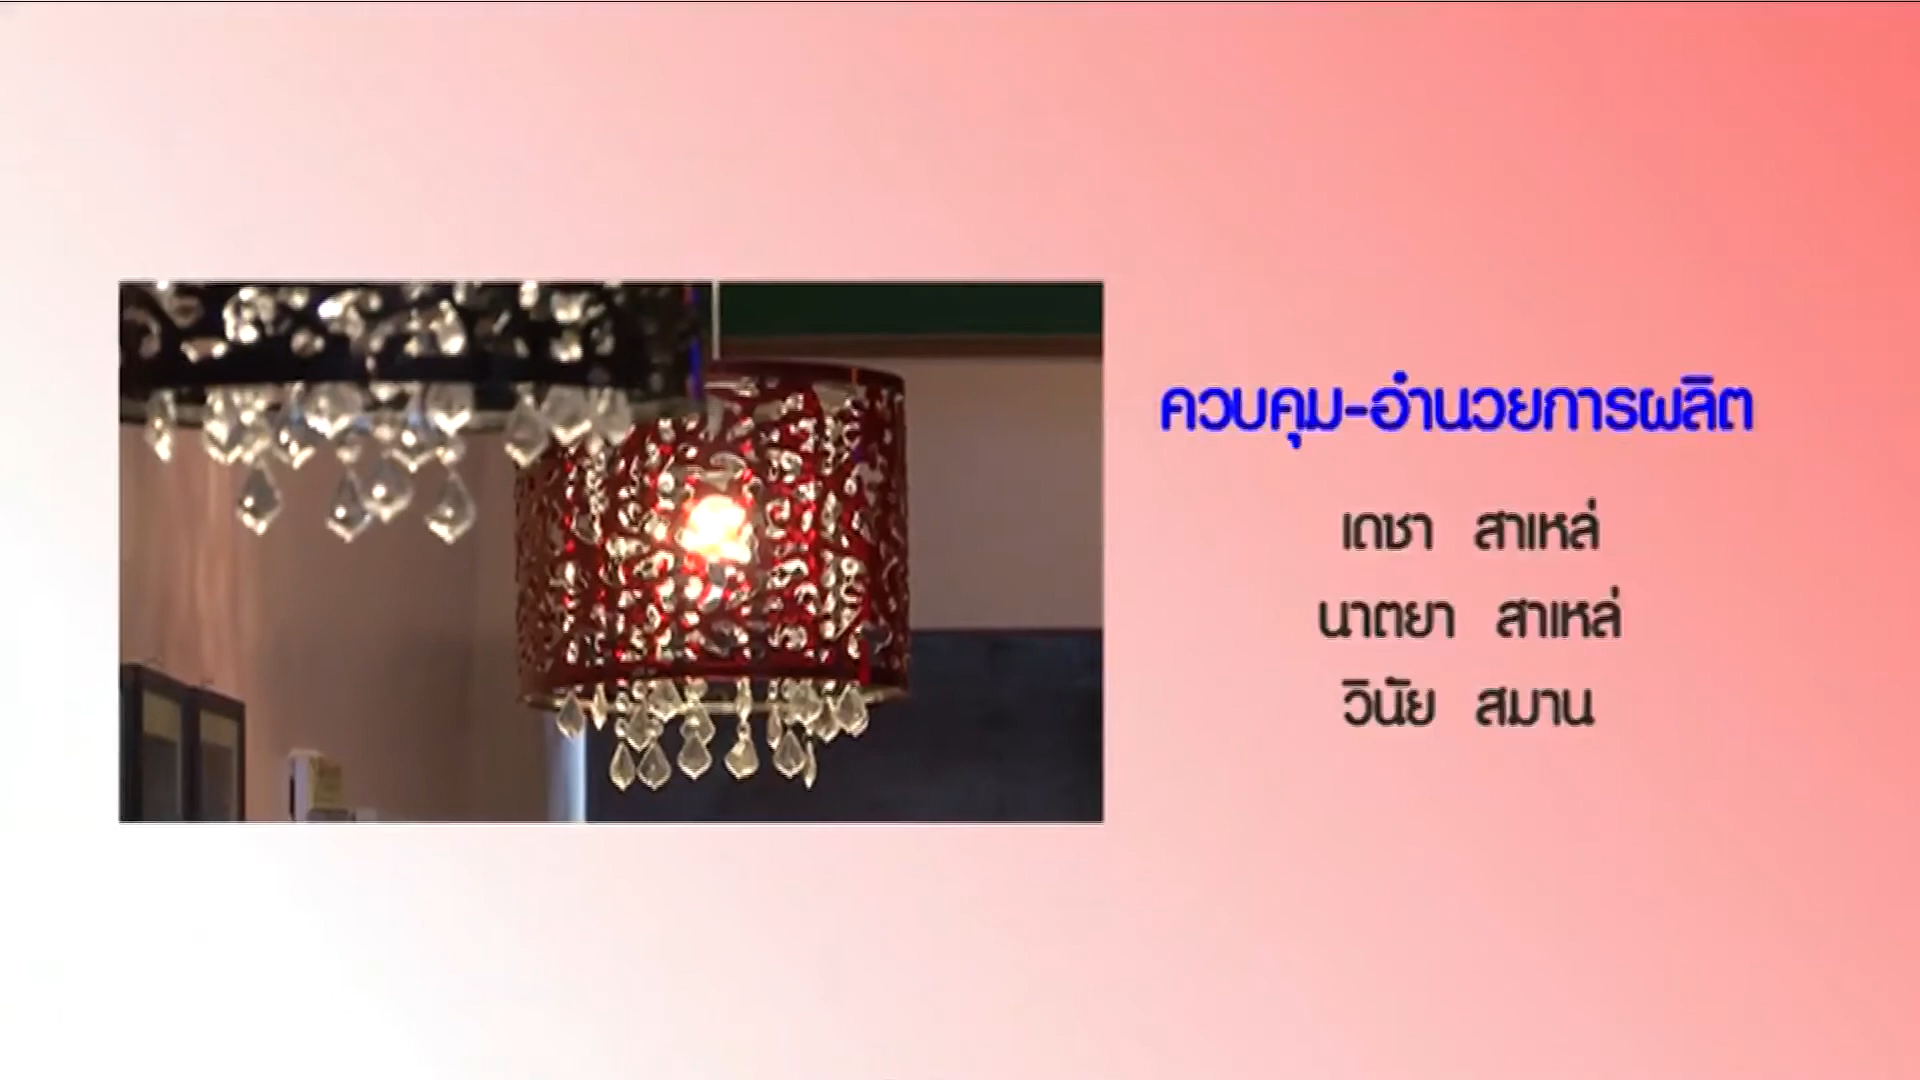 ควบคุม-อำนวยการผลิต
เดชา สาเหล่
นาตยา สาเหล่
วินัย สมาน